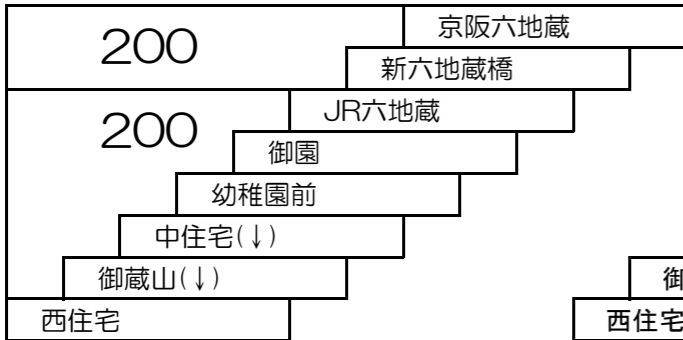 200
京阪六地蔵
新六地蔵橋
200
JR六地蔵
御園
幼稚園前
中住宅(↓)
御蔵山(↓)
御
西住宅
西住宅